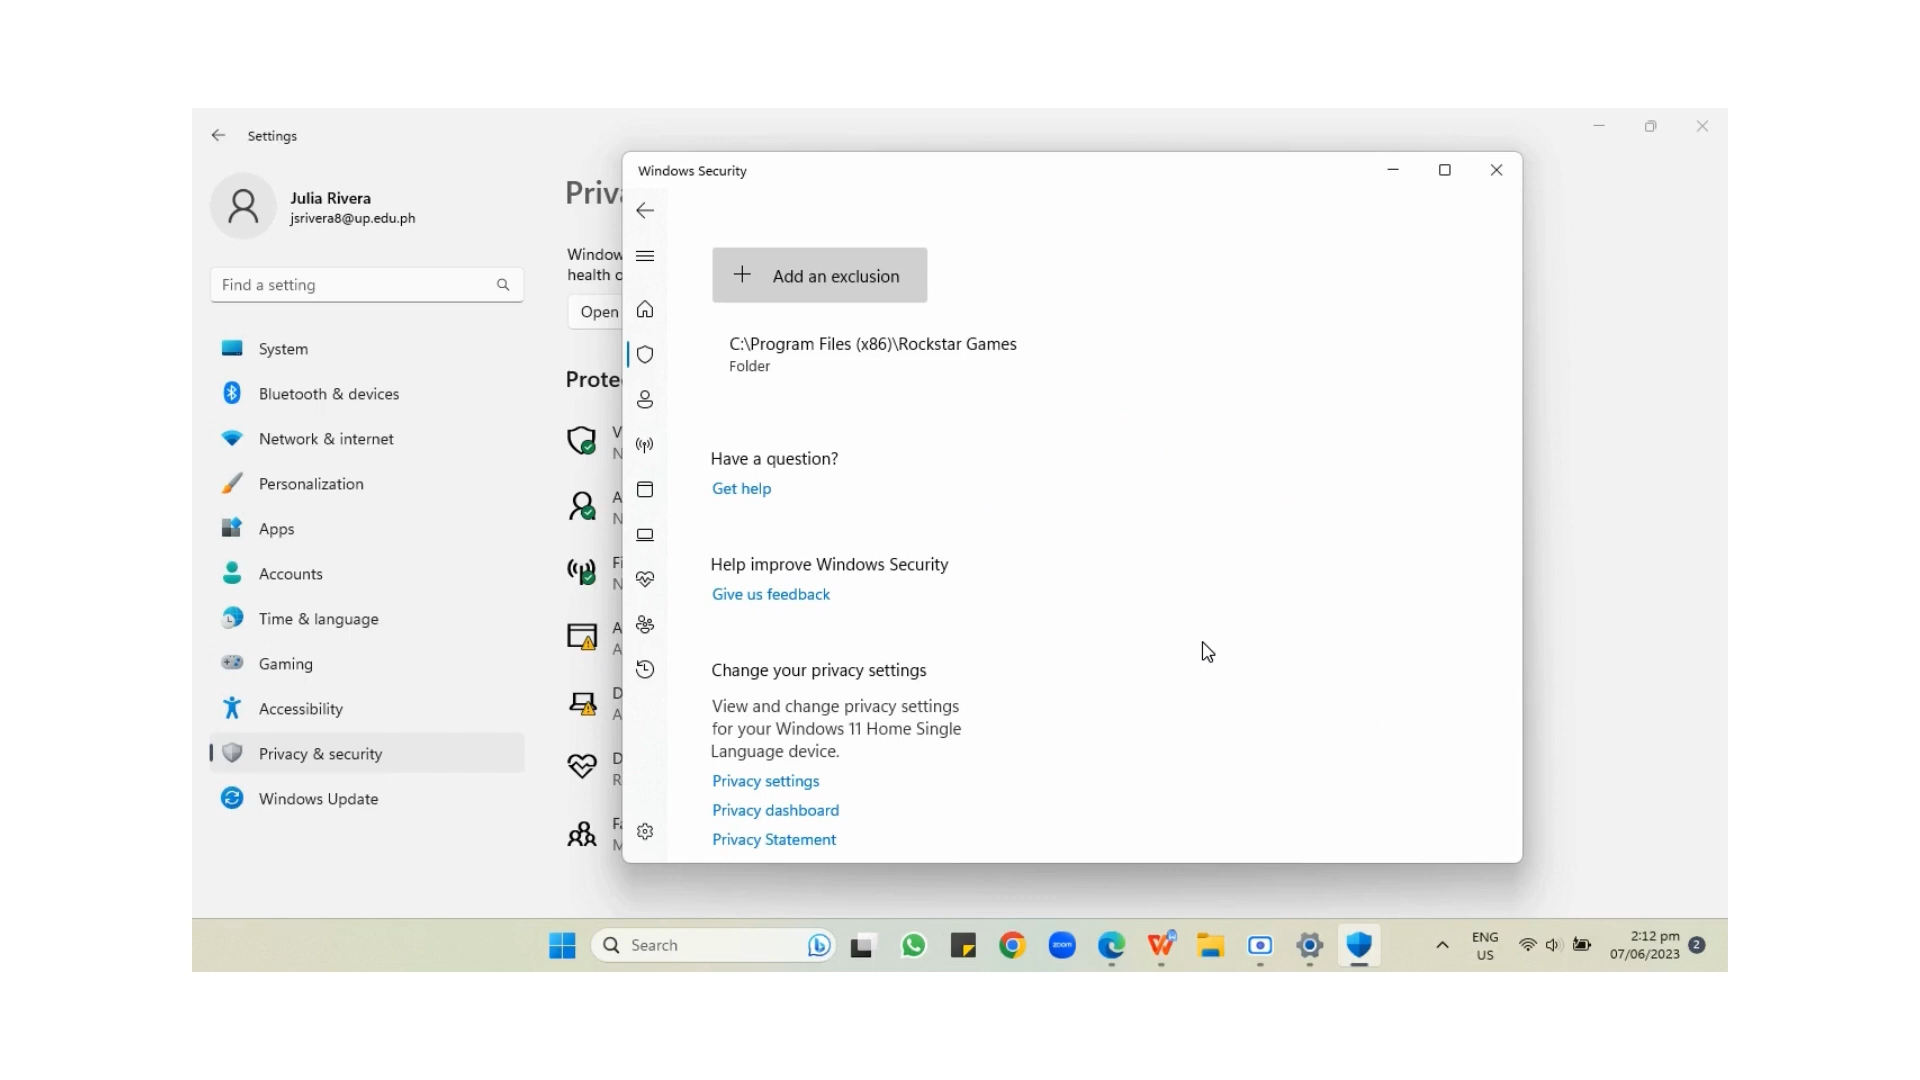 Settings
Julia Rivera
jsrivera8@up.edu.ph
Find a setting
System
Bluetooth & devices
Network & internet
Personalization
Apps
Accounts
Time & language
Gaming
Accessibility
Privacy & security
Windows Update
Window
health
Open
Windows Security
Add an exclusion
C:\Program Files (x86)\Rockstar Games
Folder
Have a question?
Get help
Help improve Windows Security
Give us feedback
Change your privacy settings
View and change privacy settings
for your Windows 11 Home Single
Language device.
Privacy settings
Privacy dashboard
Privacy Statement
Search
zoom
ENG
US
2:12 pm
07/06/2023
2